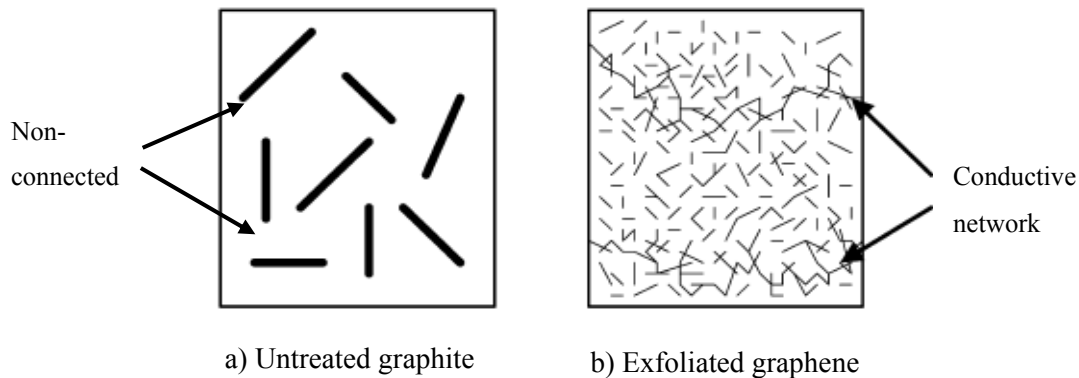 Non-
connected
Conductive
network
a) Untreated graphite
b) Exfoliated graphene